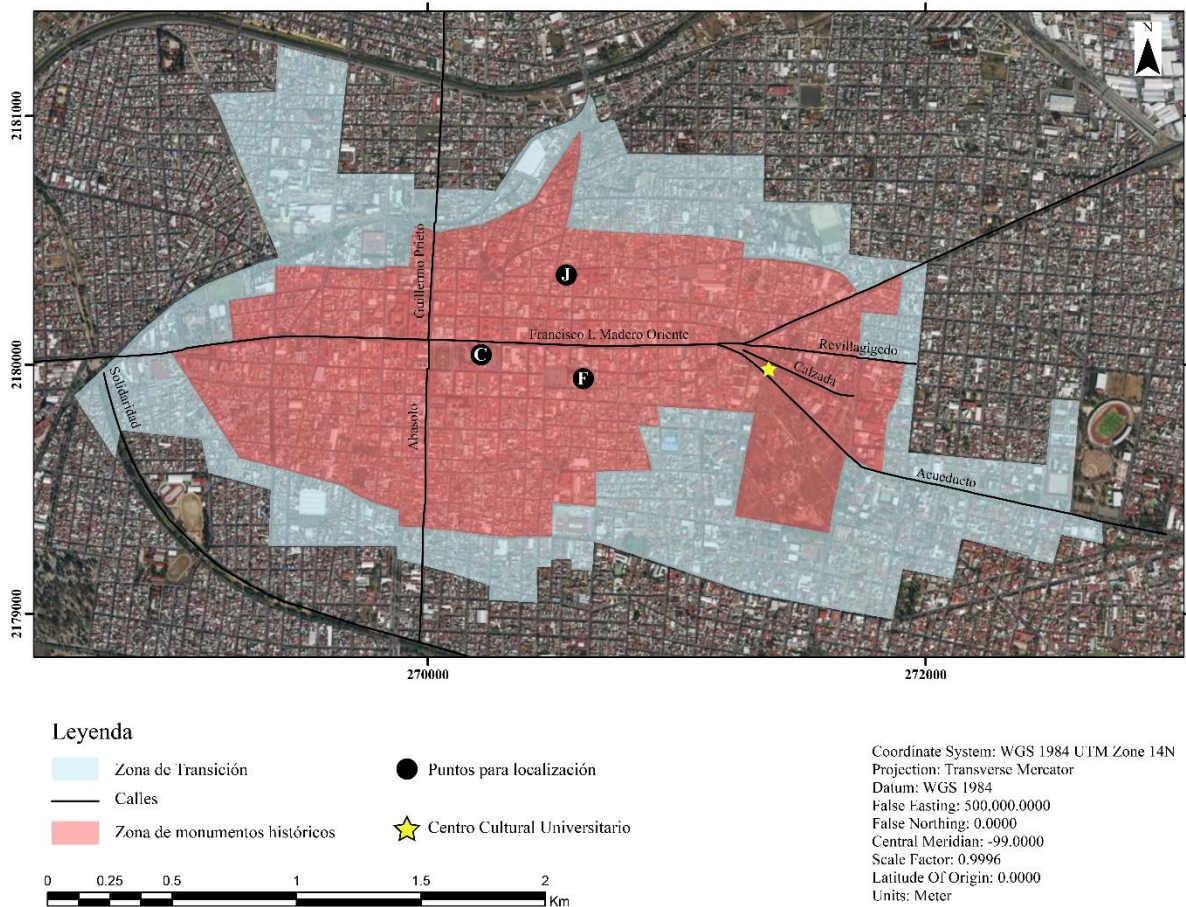 N
2181000
2180000
2179000
Guillermo Prieto
J
Francisco I. Madero Oriente
C
F
Revillagigedo
Calzada
Solidaridad
Abasolo
Acueducto
270000
272000
Leyenda
Zona de Transición
Calles
Zona de monumentos históricos
Puntos para localización
Centro Cultural Universitario
0 0.25 0.5 1 1.5 2
Km
Coordinate System: WGS 1984 UTM Zone 14N
Projection: Transverse Mercator
Datum: WGS 1984
False Easting: 500,000.0000
False Northing: 0.0000
Central Meridian: -99.0000
Scale Factor: 0.9996
Latitude Of Origin: 0.0000
Units: Meter